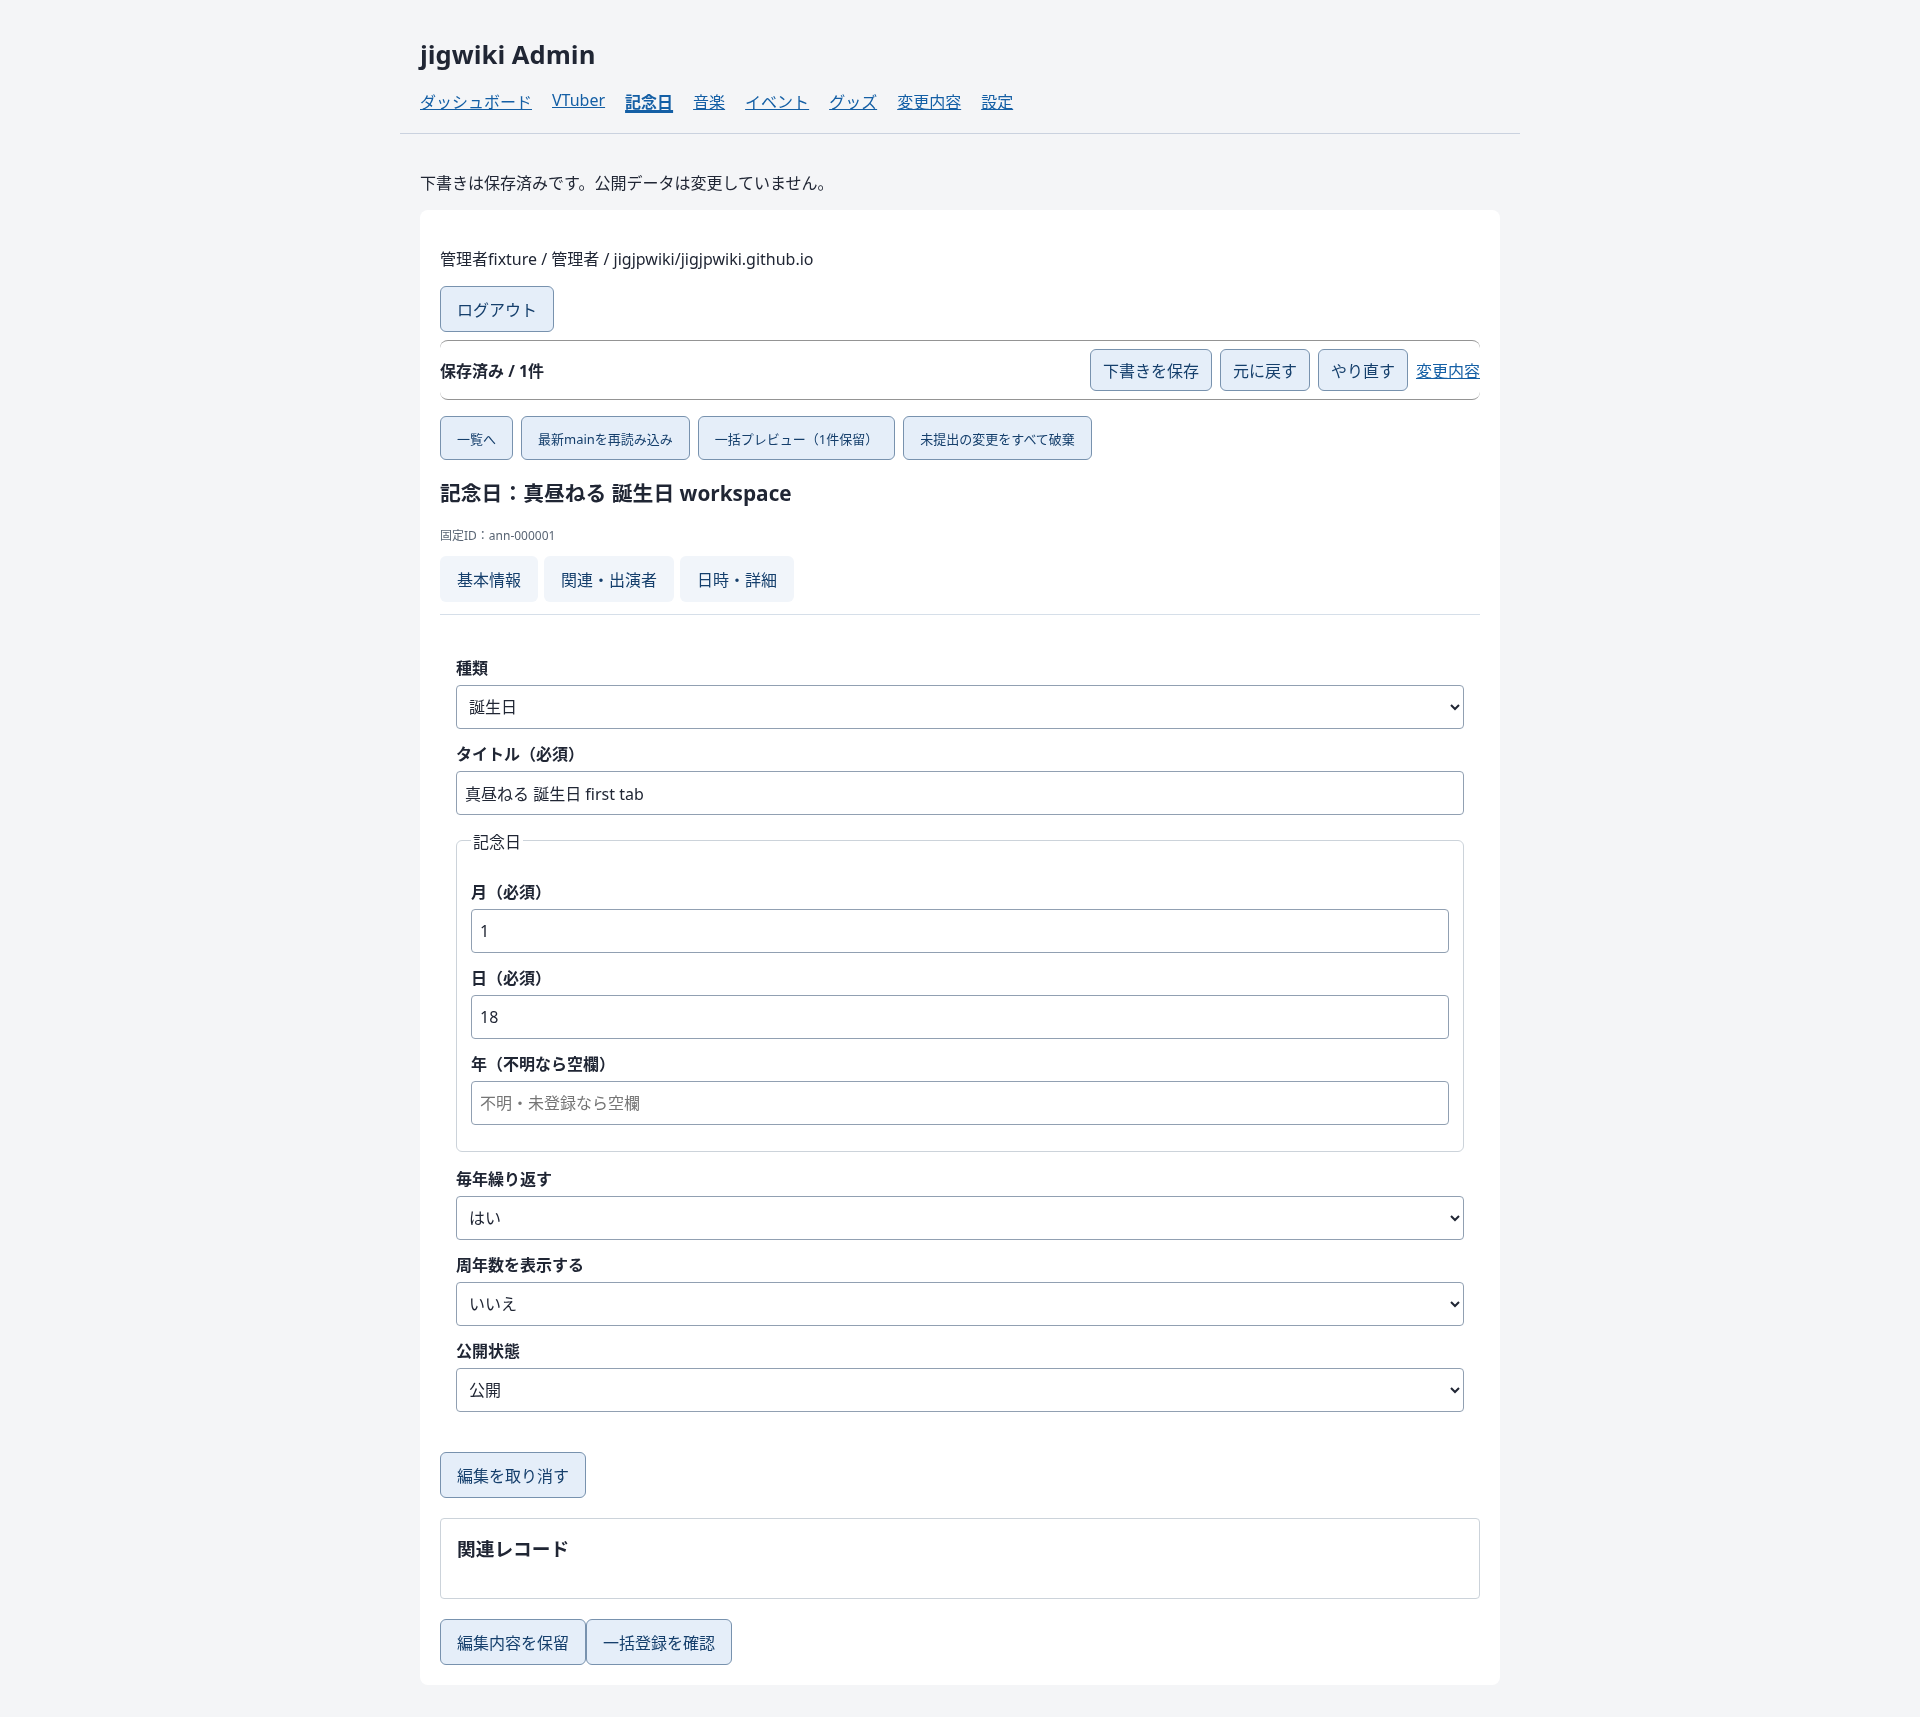 jigwiki Admin
ダッシュボード VTuber 記念日 音楽 イベント グッズ 変更内容 設定
下書きは保存済みです。公開データは変更していません。
管理者fixture / 管理者 / jigjpwiki/jigjpwiki.github.io
ログアウト
保存済み / 1件 下書きを保存 元に戻す やり直す 変更内容
一覧へ 最新mainを再読み込み 一括プレビュー（1件保留） 未提出の変更をすべて破棄
記念日：真昼ねる 誕生日 workspace
固定ID：ann-000001
基本情報 関連・出演者 日時・詳細
種類
誕生日
タイトル（必須）
真昼ねる 誕生日 first tab
記念日
月（必須）
1
日（必須）
18
年（不明なら空欄）
不明・未登録なら空欄
毎年繰り返す
はい
周年数を表示する
いいえ
公開状態
公開
編集を取り消す
関連レコード
編集内容を保留 一括登録を確認